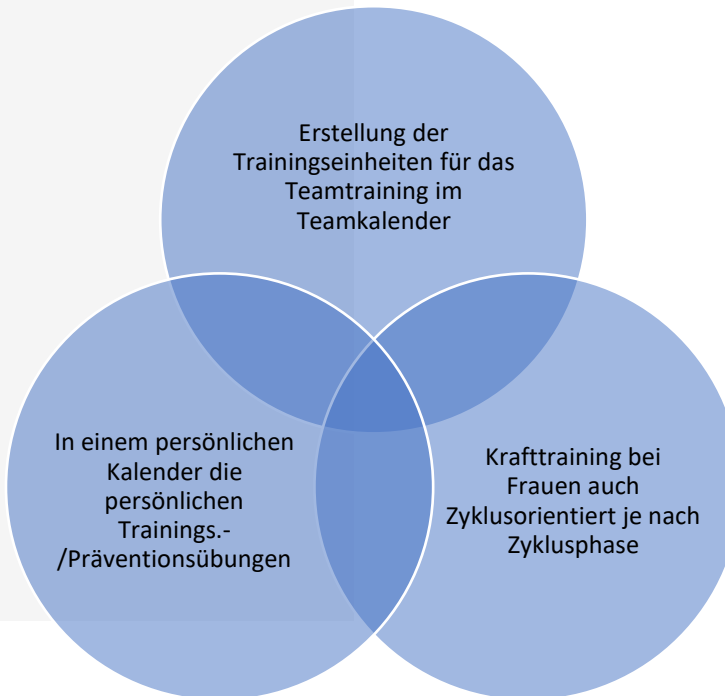 Erstellung der
Trainingseinheiten für das
Teamtraining im
Teamkalender
In einem persönlichen
Kalender die
persönlichen
Trainings.-
/Präventionsübungen
Krafttraining bei
Frauen auch
Zyklusorientiert je nach
Zyklusphase